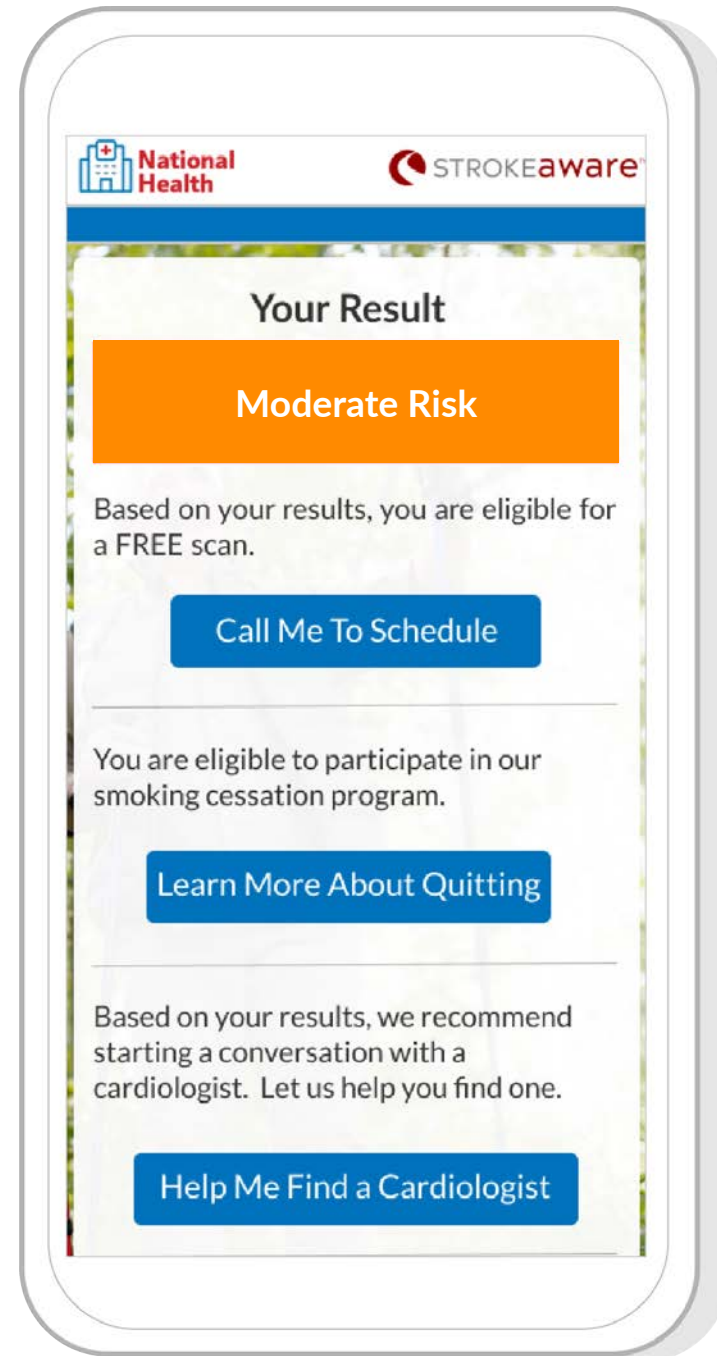 National
Health
STROKEaware™
Your Result
Moderate Risk
Based on your results, you are eligible for
a FREE scan.
Call Me To Schedule
You are eligible to participate in our
smoking cessation program.
Learn More About Quitting
Based on your results, we recommend
starting a conversation with a
cardiologist.  Let us help you find one.
Help Me Find a Cardiologist